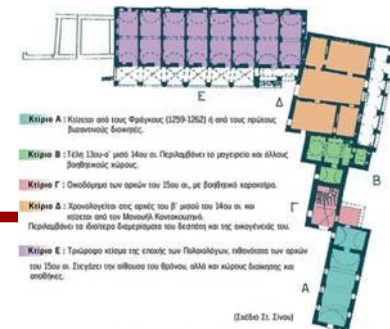 Ε
Δ
Β
Γ
Α
Κτίριο Α : Κτίζεται από τους Φράγκους (1259-1262) ή από τους πρώτους
βυζαντινούς διοικητές.
Κτίριο Β : Τέλη 13ου-α' μισό 14ου αι. Περιλαμβάνει το μαγειρείο και άλλους
βοηθητικούς χώρους.
Κτίριο Γ : Οικοδόμημα των αρχών του 15ου αι., με βοηθητικό χαρακτήρα.
Κτίριο Δ : Χρονολογείται στις αρχές του β' μισού του 14ου αι. και
κτίζεται από τον Μανουήλ Καντακουζηνό.
Περιλαμβάνει τα ιδιαίτερα διαμερίσματα του δεσπότη και της οικογένειάς του.
Κτίριο Ε : Τριώροφο κτίσμα της εποχής των Παλαιολόγων, πιθανότατα των αρχών
του 15ου αι. Στεγάζει την αίθουσα του θρόνου, αλλά και χώρους διοίκησης και
αποθήκες.
(Σχέδιο Στ. Σίνου)